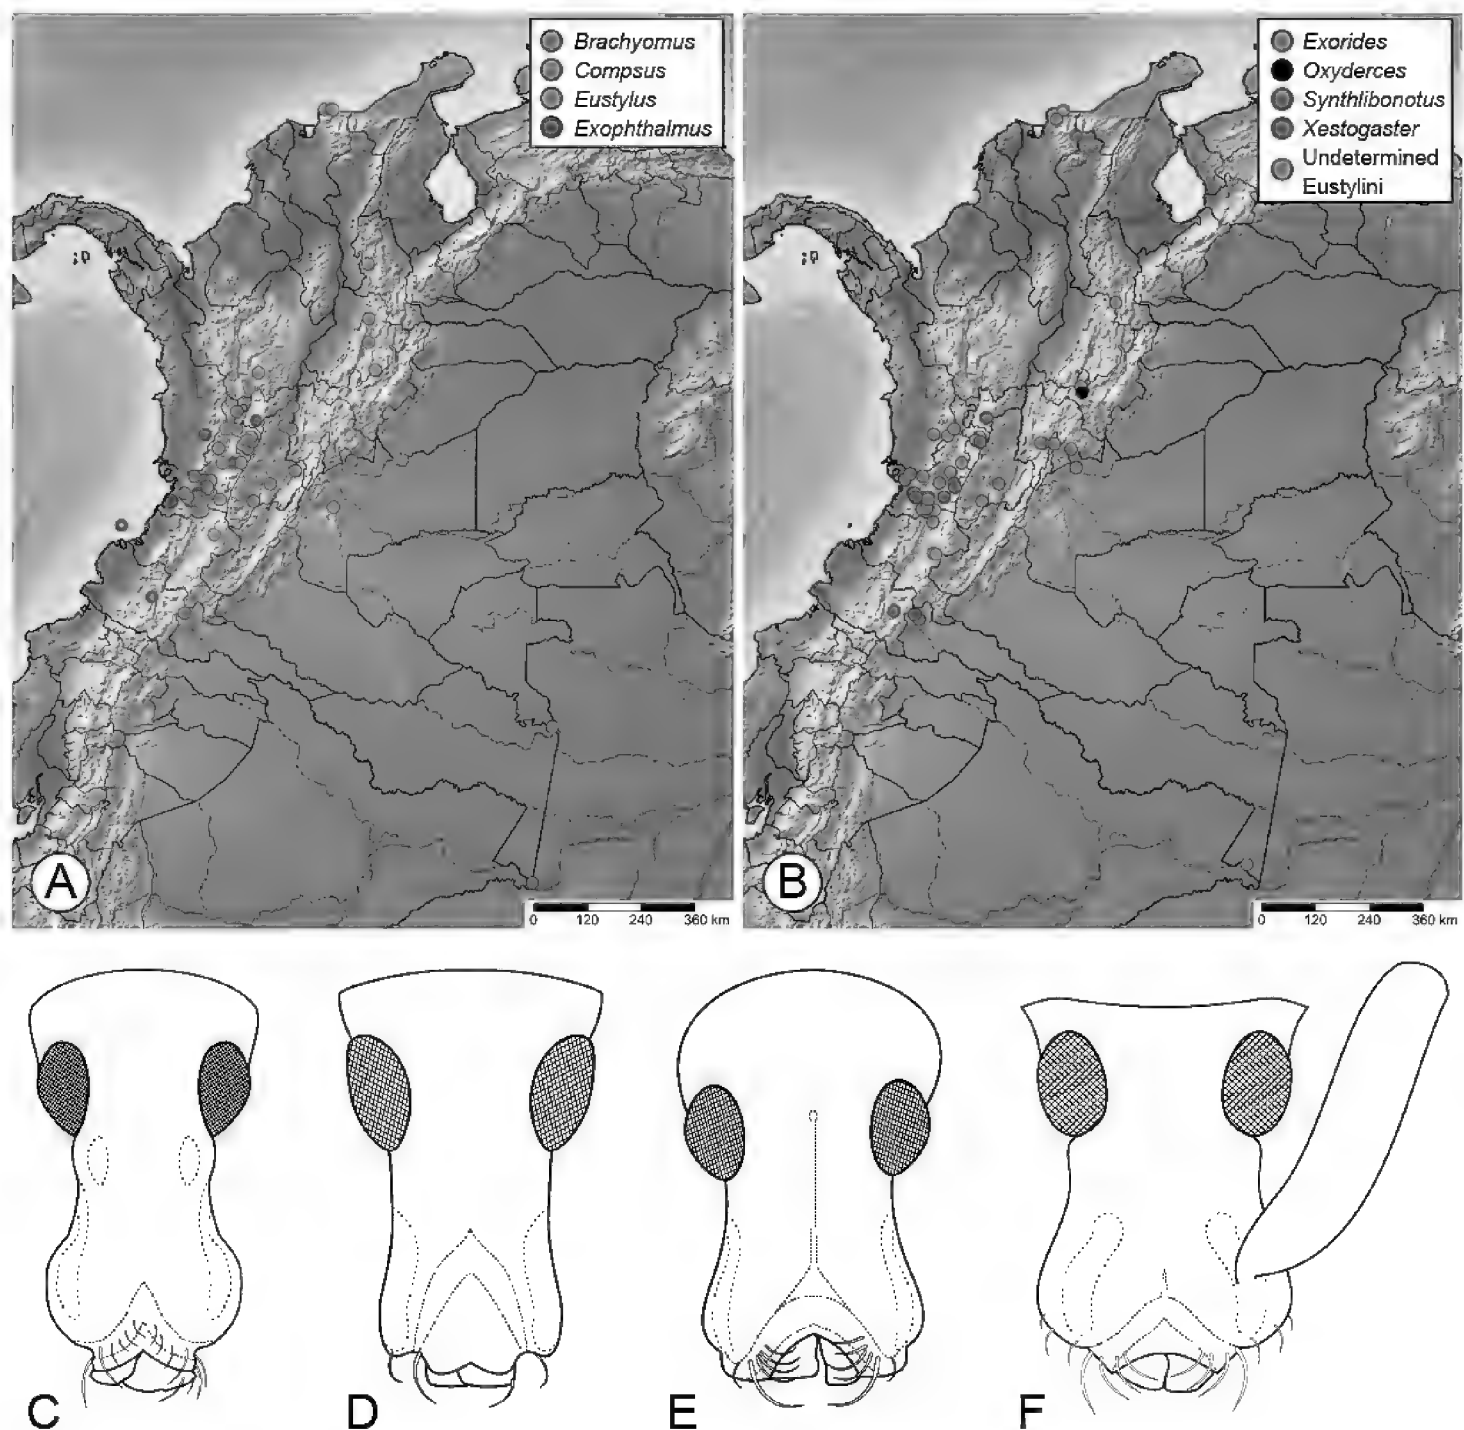 Brachyomus
Compsus
Eustylus
Exophthalmus
Exorides
Oxyderces
Synthlibonotus
Xestogaster
Undetermined
Eustylini
A
0 120 240 360 km
B
0 120 240 360 km
C
D
E
F